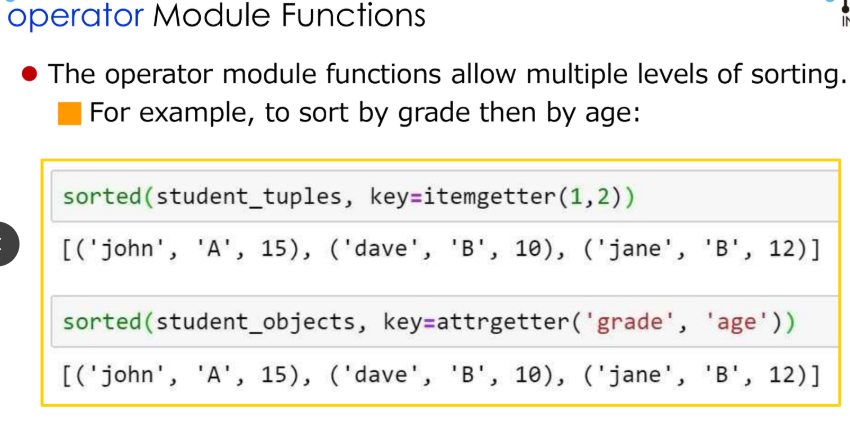 operator Module Functions
The operator module functions allow multiple levels of sorting.
For example, to sort by grade then by age:
sorted(student_tuples, key=itemgetter(1,2))
[('john', 'A', 15), ('dave', 'B', 10), ('jane', 'B', 12)]
sorted(student_objects, key=attrgetter('grade', 'age'))
[('john', 'A', 15), ('dave', 'B', 10), ('jane', 'B', 12)]